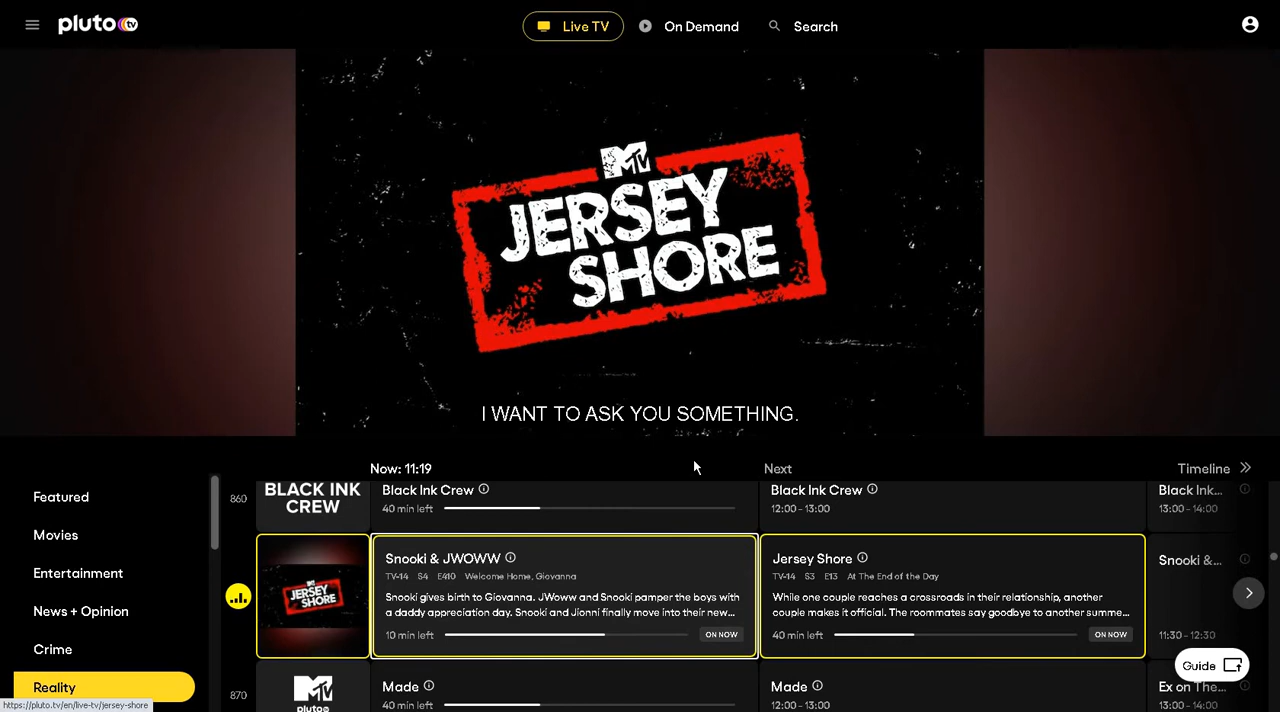 pluto tv
Live TV
On Demand
Search
MTV
JERSEY
SHORE
I WANT TO ASK YOU SOMETHING.
Now: 11:19
Next
Timeline
Featured
Movies
Entertainment
News + Opinion
Crime
Reality
860
BLACK INK
CREW
Black Ink Crew
40 min left
Black Ink Crew
12:00 - 13:00
Black Ink...
13:00 - 14:00
MTV
JERSEY
SHORE
Snooki & JWOWW
TV-14 S4 E410 Welcome Home, Giovanna
Snooki gives birth to Giovanna. JWoww and Snooki pamper the boys with
a daddy appreciation day. Snooki and Jionni finally move into their new...
10 min left
ON NOW
Jersey Shore
TV-14 S3 E13 At The End of the Day
While one couple reaches a crossroads in their relationship, another
couple makes it official. The roommates say goodbye to another summe...
40 min left
ON NOW
Snooki &...
11:30 - 12:30
Guide
870
MTV
pluto
Made
40 min left
Made
12:00 - 13:00
Ex on The...
13:00 - 14:00
https://pluto.tv/en/live-tv/jersey-shore